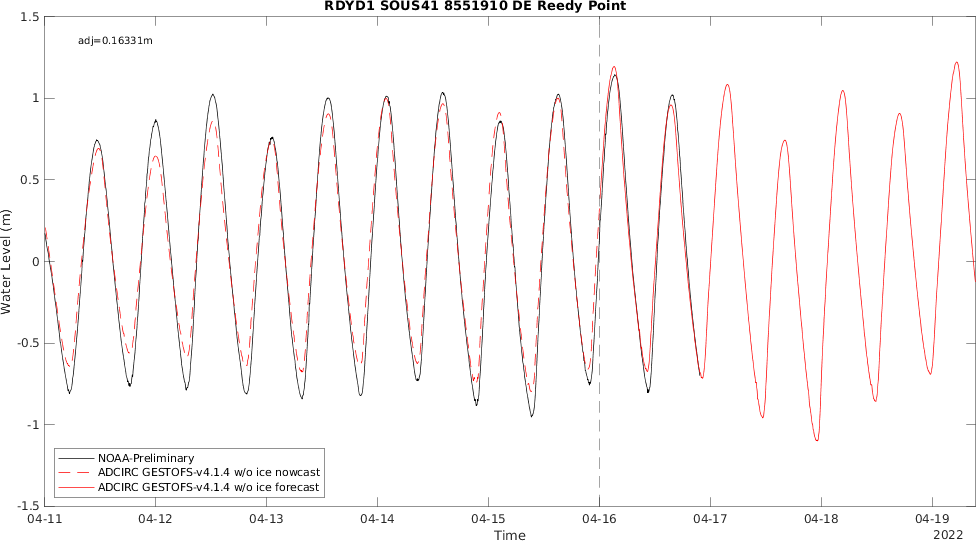 RDYD1 SOUS41 8551910 DE Reedy Point
adj=0.16331m
1.5
1
0.5
0
-0.5
-1
-1.5
Water Level (m)
NOAA-Preliminary
ADCIRC GESTOFS-v4.1.4 w/o ice nowcast
ADCIRC GESTOFS-v4.1.4 w/o ice forecast
04-11 04-12 04-13 04-14 04-15 04-16 04-17 04-18 04-19
Time
2022